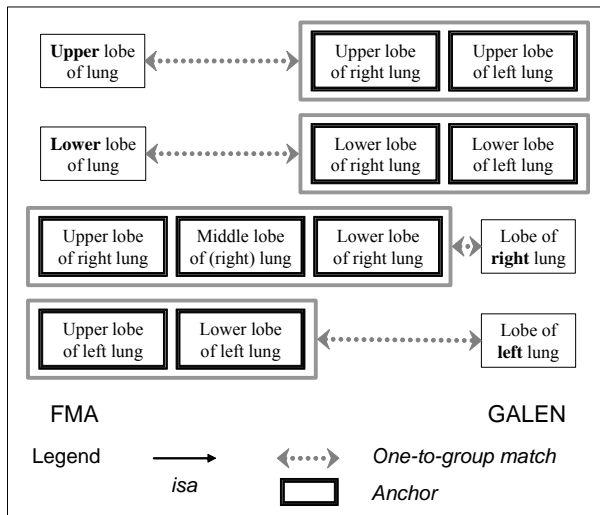 Upper lobe
of lung
Upper lobe
of right lung
Upper lobe
of left lung
Lower lobe
of lung
Lower lobe
of right lung
Lower lobe
of left lung
Upper lobe
of right lung
Middle lobe
of (right) lung
Lower lobe
of right lung
Lobe of
right lung
Upper lobe
of left lung
Lower lobe
of left lung
Lobe of
left lung
FMA
GALEN
Legend
isa
One-to-group match
Anchor